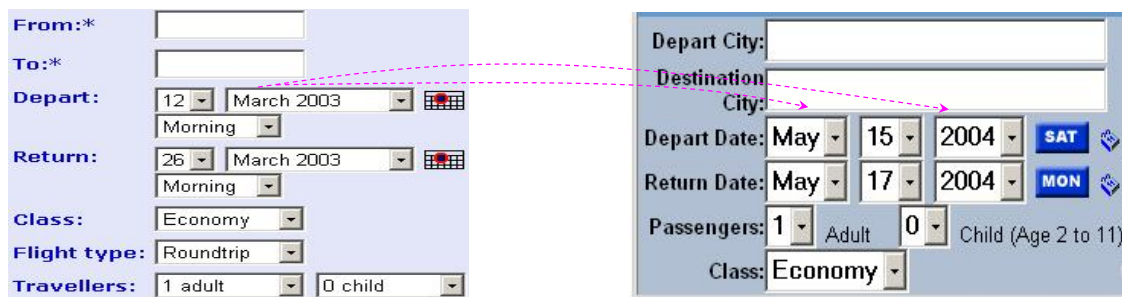 From:*
To:*
Depart: 12 March 2003
Morning
Return: 26 March 2003
Morning
Class: Economy
Flight type: Roundtrip
Travellers: 1 adult 0 child
Depart City:
Destination
City:
Depart Date: May 15 2004 SAT
Return Date: May 17 2004 MON
Passengers: 1 Adult 0 Child (Age 2 to 11)
Class: Economy